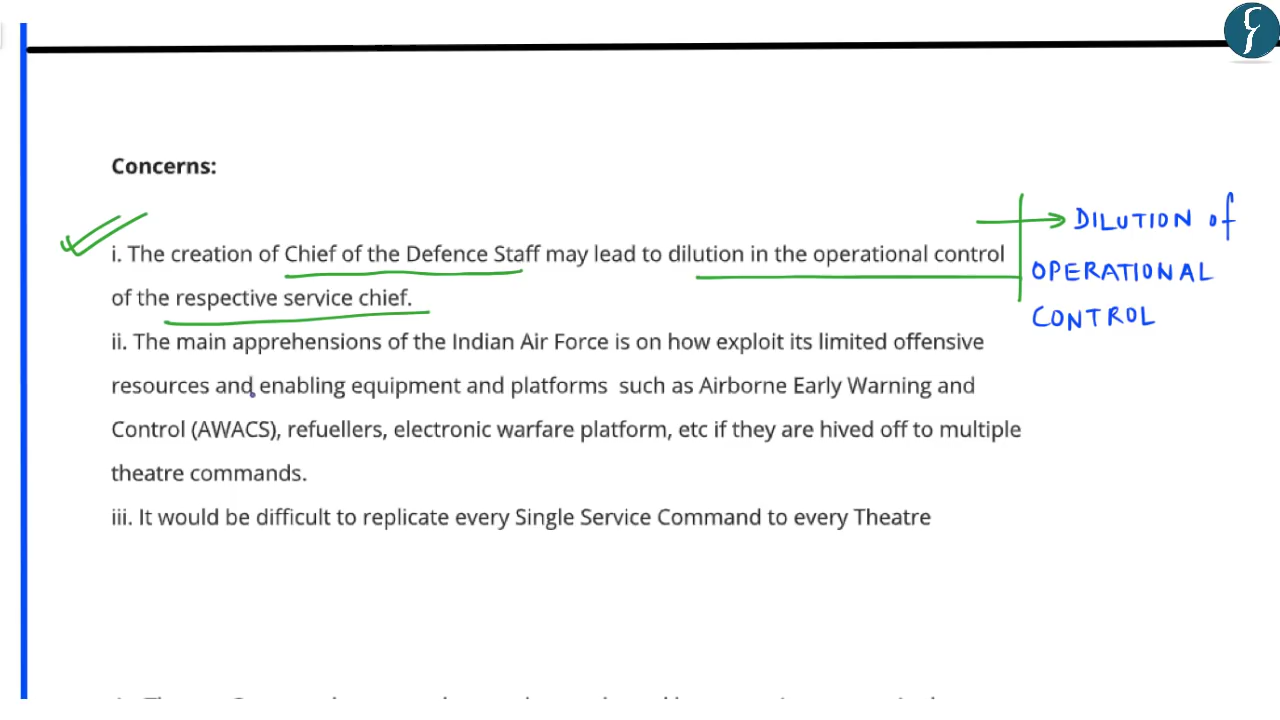 Concerns:
i. The creation of Chief of the Defence Staff may lead to dilution in the operational control
of the respective service chief.
→ DILUTION of
OPERATIONAL
CONTROL
ii. The main apprehensions of the Indian Air Force is on how exploit its limited offensive
resources and enabling equipment and platforms such as Airborne Early Warning and
Control (AWACS), refuellers, electronic warfare platform, etc if they are hived off to multiple
theatre commands.
iii. It would be difficult to replicate every Single Service Command to every Theatre